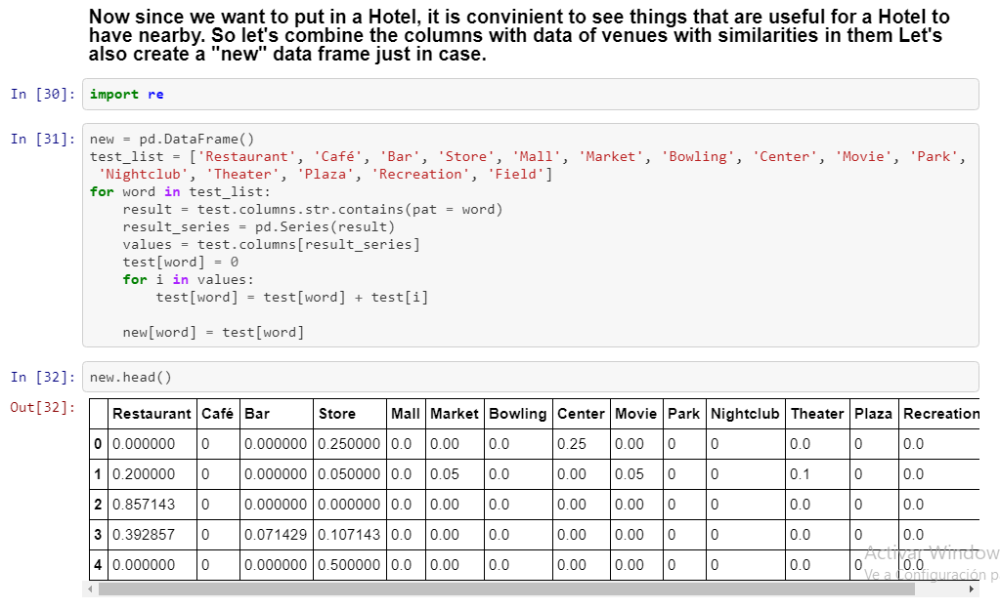 Now since we want to put in a Hotel, it is convinient to see things that are useful for a Hotel to
have nearby. So let's combine the columns with data of venues with similarities in them Let's
also create a "new" data frame just in case.
In [30]: import re
In [31]: new = pd.DataFrame()
test_list = ['Restaurant', 'Café', 'Bar', 'Store', 'Mall', 'Market', 'Bowling', 'Center', 'Movie', 'Park',
'Nightclub', 'Theater', 'Plaza', 'Recreation', 'Field']
for word in test_list:
    result = test.columns.str.contains(pat = word)
    result_series = pd.Series(result)
    values = test.columns[result_series]
    test[word] = 0
    for i in values:
        test[word] = test[word] + test[i]
    new[word] = test[word]
In [32]: new.head()
Out[32]:
Restaurant Café Bar Store Mall Market Bowling Center Movie Park Nightclub Theater Plaza Recreation
0 0.000000 0 0.000000 0.250000 0.0 0.00 0.0 0.25 0.00 0 0 0.0 0 0.0
1 0.200000 0 0.000000 0.050000 0.0 0.05 0.0 0.00 0.05 0 0 0.1 0 0.0
2 0.857143 0 0.000000 0.000000 0.0 0.00 0.0 0.00 0.00 0 0 0.0 0 0.0
3 0.392857 0 0.071429 0.107143 0.0 0.00 0.0 0.00 0.00 0 0 0.0 0 0.0
4 0.000000 0 0.000000 0.500000 0.0 0.00 0.0 0.00 0.00 0 0 0.0 0 0.0
Activar Window
Ve a Configuración p